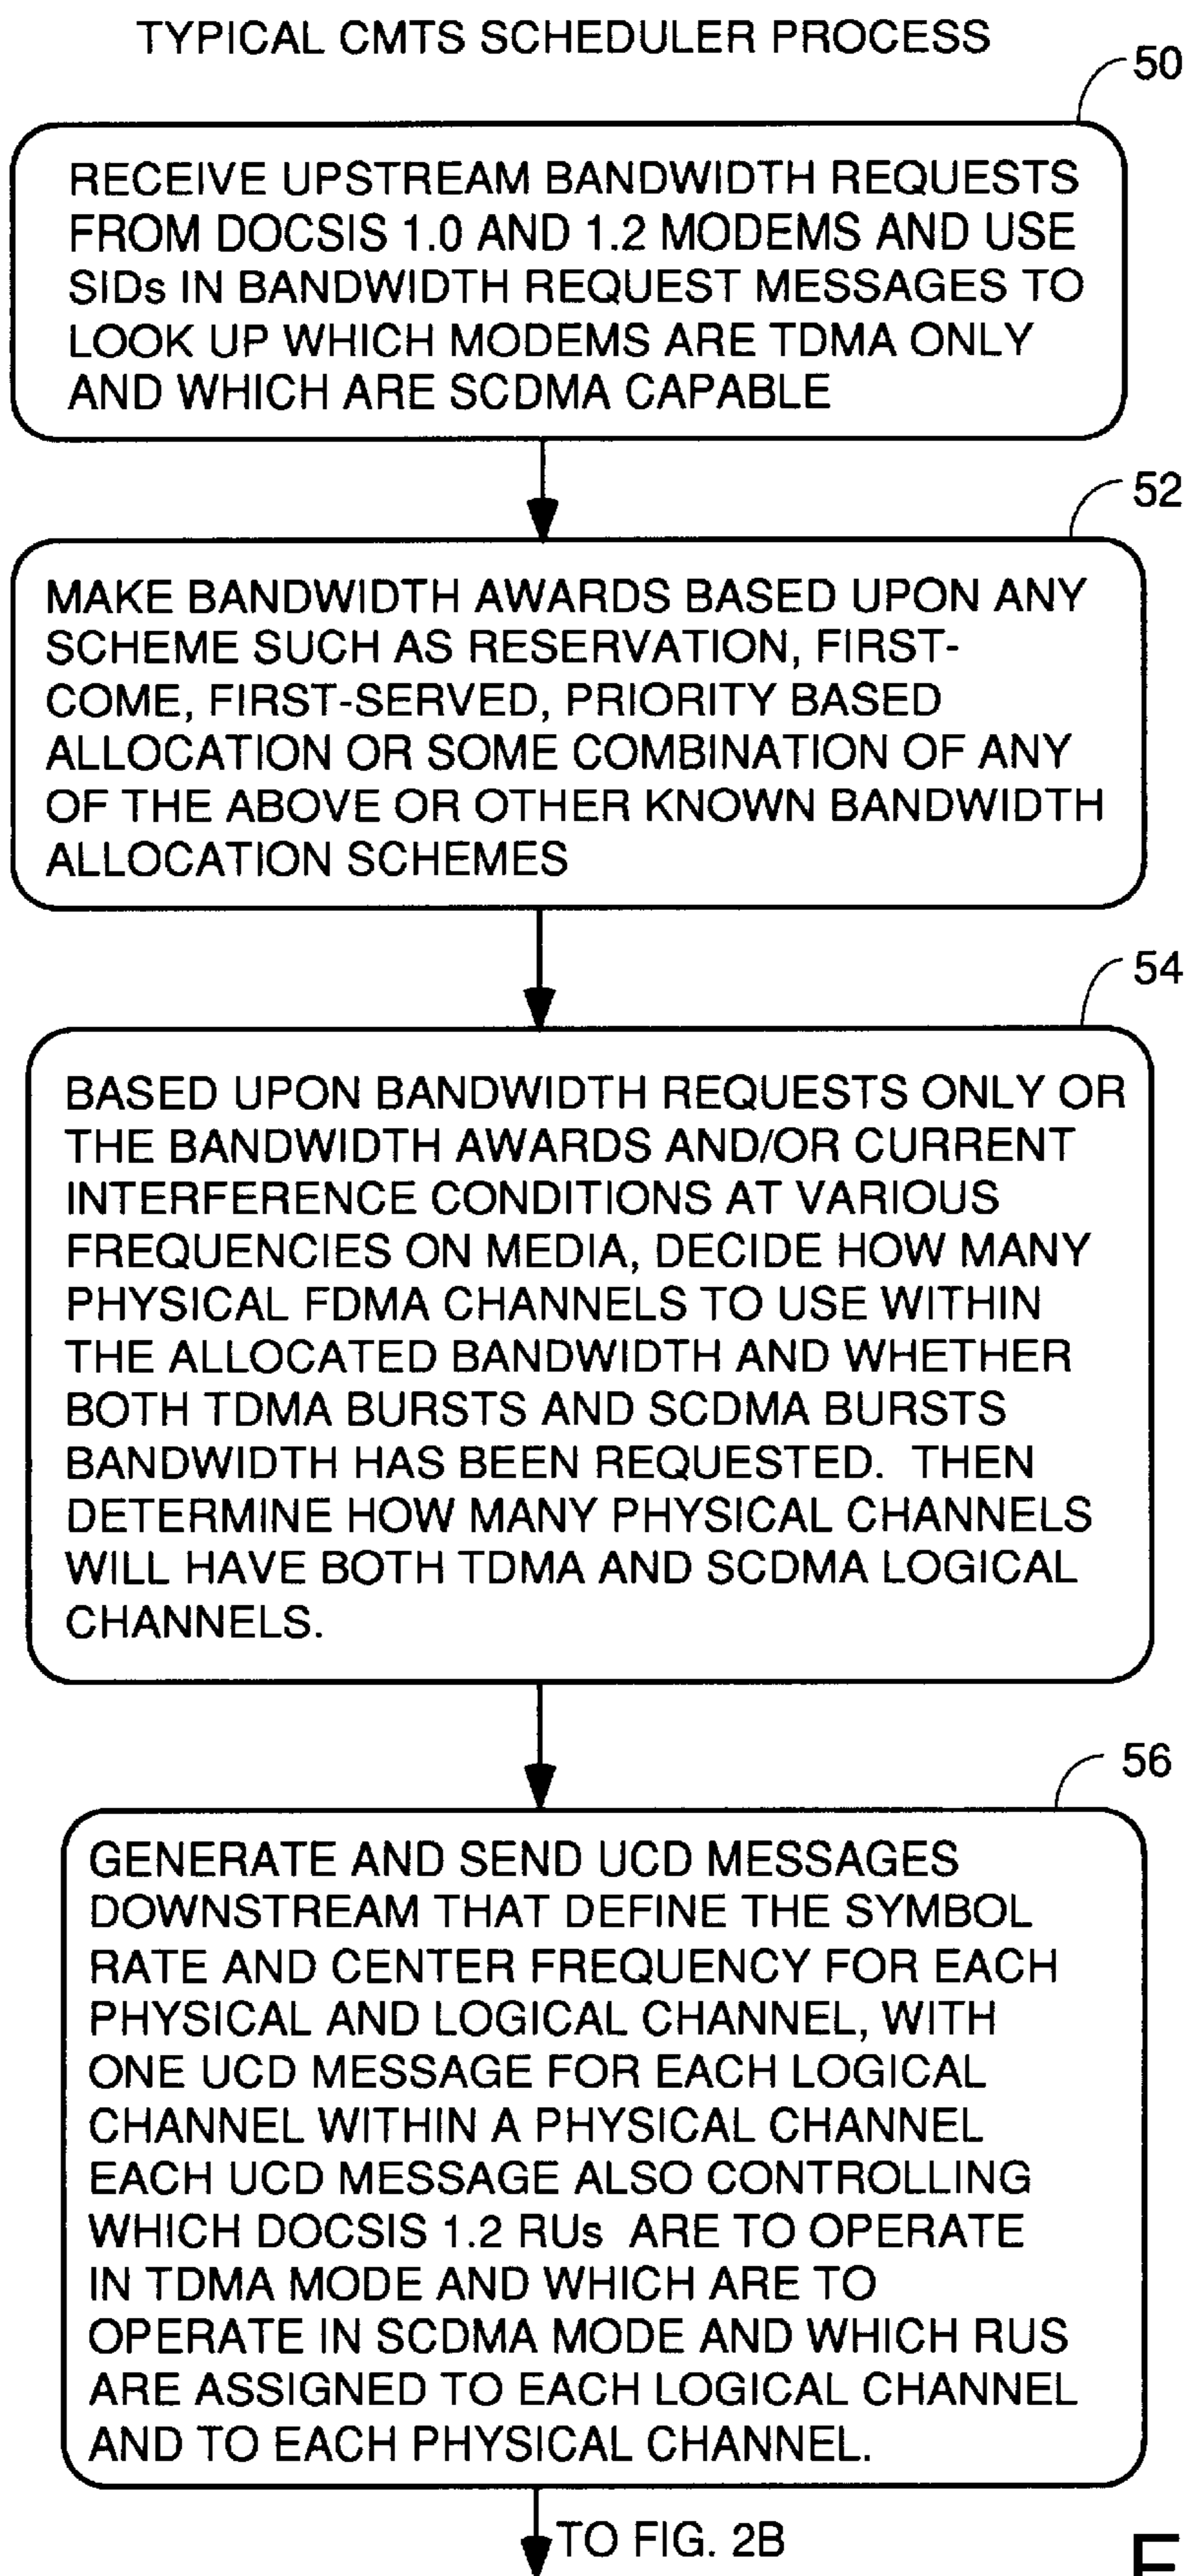 TYPICAL CMTS SCHEDULER PROCESS
50
RECEIVE UPSTREAM BANDWIDTH REQUESTS
FROM DOCSIS 1.0 AND 1.2 MODEMS AND USE
SIDs IN BANDWIDTH REQUEST MESSAGES TO
LOOK UP WHICH MODEMS ARE TDMA ONLY
AND WHICH ARE SCDMA CAPABLE
52
MAKE BANDWIDTH AWARDS BASED UPON ANY
SCHEME SUCH AS RESERVATION, FIRST-
COME, FIRST-SERVED, PRIORITY BASED
ALLOCATION OR SOME COMBINATION OF ANY
OF THE ABOVE OR OTHER KNOWN BANDWIDTH
ALLOCATION SCHEMES
54
BASED UPON BANDWIDTH REQUESTS ONLY OR
THE BANDWIDTH AWARDS AND/OR CURRENT
INTERFERENCE CONDITIONS AT VARIOUS
FREQUENCIES ON MEDIA, DECIDE HOW MANY
PHYSICAL FDMA CHANNELS TO USE WITHIN
THE ALLOCATED BANDWIDTH AND WHETHER
BOTH TDMA BURSTS AND SCDMA BURSTS
BANDWIDTH HAS BEEN REQUESTED. THEN
DETERMINE HOW MANY PHYSICAL CHANNELS
WILL HAVE BOTH TDMA AND SCDMA LOGICAL
CHANNELS.
56
GENERATE AND SEND UCD MESSAGES
DOWNSTREAM THAT DEFINE THE SYMBOL
RATE AND CENTER FREQUENCY FOR EACH
PHYSICAL AND LOGICAL CHANNEL, WITH
ONE UCD MESSAGE FOR EACH LOGICAL
CHANNEL WITHIN A PHYSICAL CHANNEL
EACH UCD MESSAGE ALSO CONTROLLING
WHICH DOCSIS 1.2 RUs ARE TO OPERATE
IN TDMA MODE AND WHICH ARE TO
OPERATE IN SCDMA MODE AND WHICH RUS
ARE ASSIGNED TO EACH LOGICAL CHANNEL
AND TO EACH PHYSICAL CHANNEL.
TO FIG. 2B